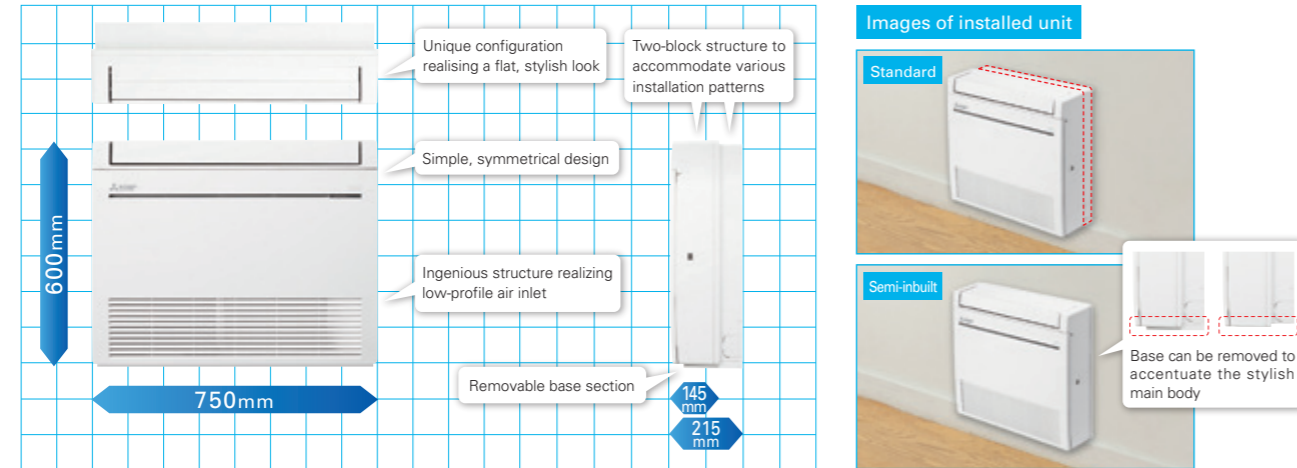 Unique configuration
realising a flat, stylish look
Two-block structure to
accommodate various
installation patterns
Simple, symmetrical design
600mm
Ingenious structure realizing
low-profile air inlet
Removable base section
750mm
145
mm
215
mm
Images of installed unit
Standard
Semi-inbuilt
Base can be removed to
accentuate the stylish
main body